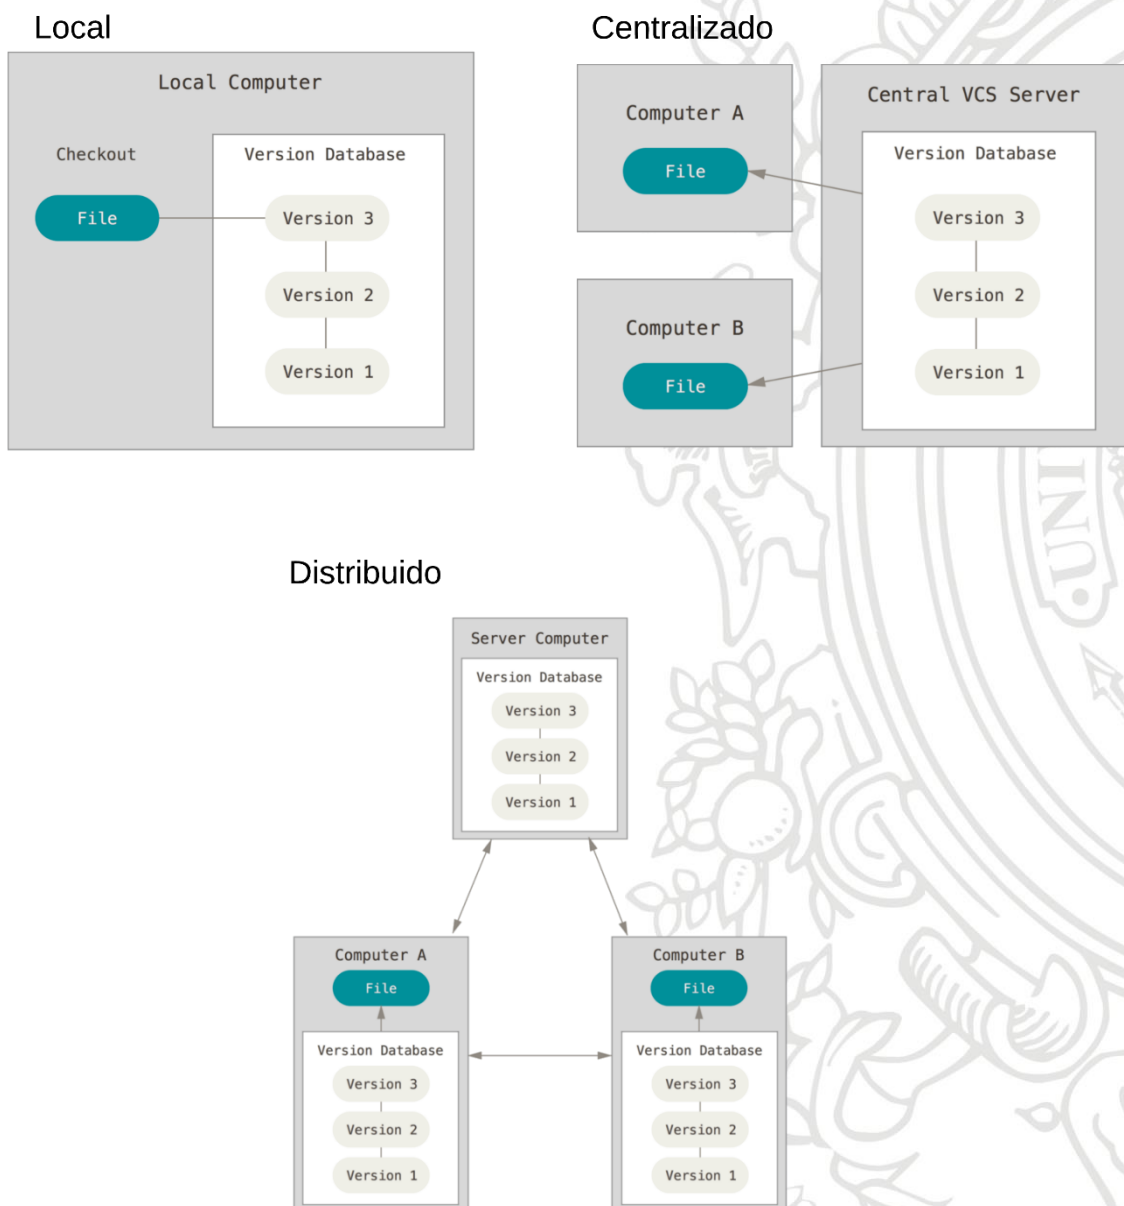 Local
Local Computer
Checkout
Version Database
File
Version 3
Version 2
Version 1
Centralizado
Computer A
File
Computer B
File
Central VCS Server
Version Database
Version 3
Version 2
Version 1
Distribuido
Server Computer
Version Database
Version 3
Version 2
Version 1
Computer A
File
Version Database
Version 3
Version 2
Version 1
Computer B
File
Version Database
Version 3
Version 2
Version 1
UNI